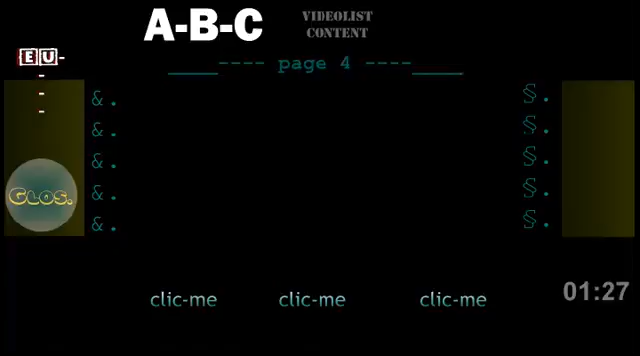 A-B-C
VIDEOLIST
CONTENT
EU-
-
-
-
____---- page 4 ----____
&. §.
&. §.
&. §.
Glos.
&. §.
&. §.
01:27
clic-me clic-me clic-me